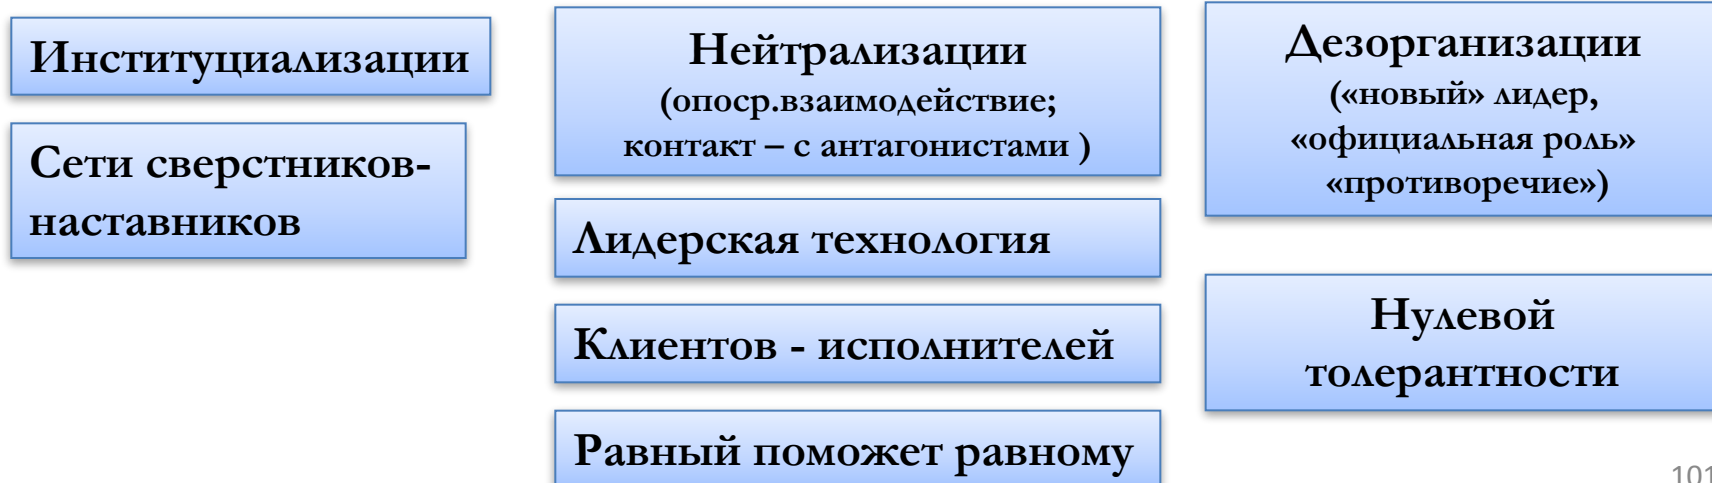 Институциализации
Сети сверстников-
наставников
Нейтрализации
(опоср.взаимодействие;
контакт – с антагонистами )
Лидерская технология
Клиентов - исполнителей
Равный поможет равному
Дезорганизации
(«новый» лидер,
«официальная роль»
«противоречие»)
Нулевой
толерантности
101